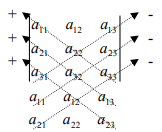 + a₁₁ a₁₂ a₁₃ -
+ a₂₁ a₂₂ a₂₃ -
+ a₃₁ a₃₂ a₃₃ -
a₁₁ a₁₂ a₁₃
a₂₁ a₂₂ a₂₃